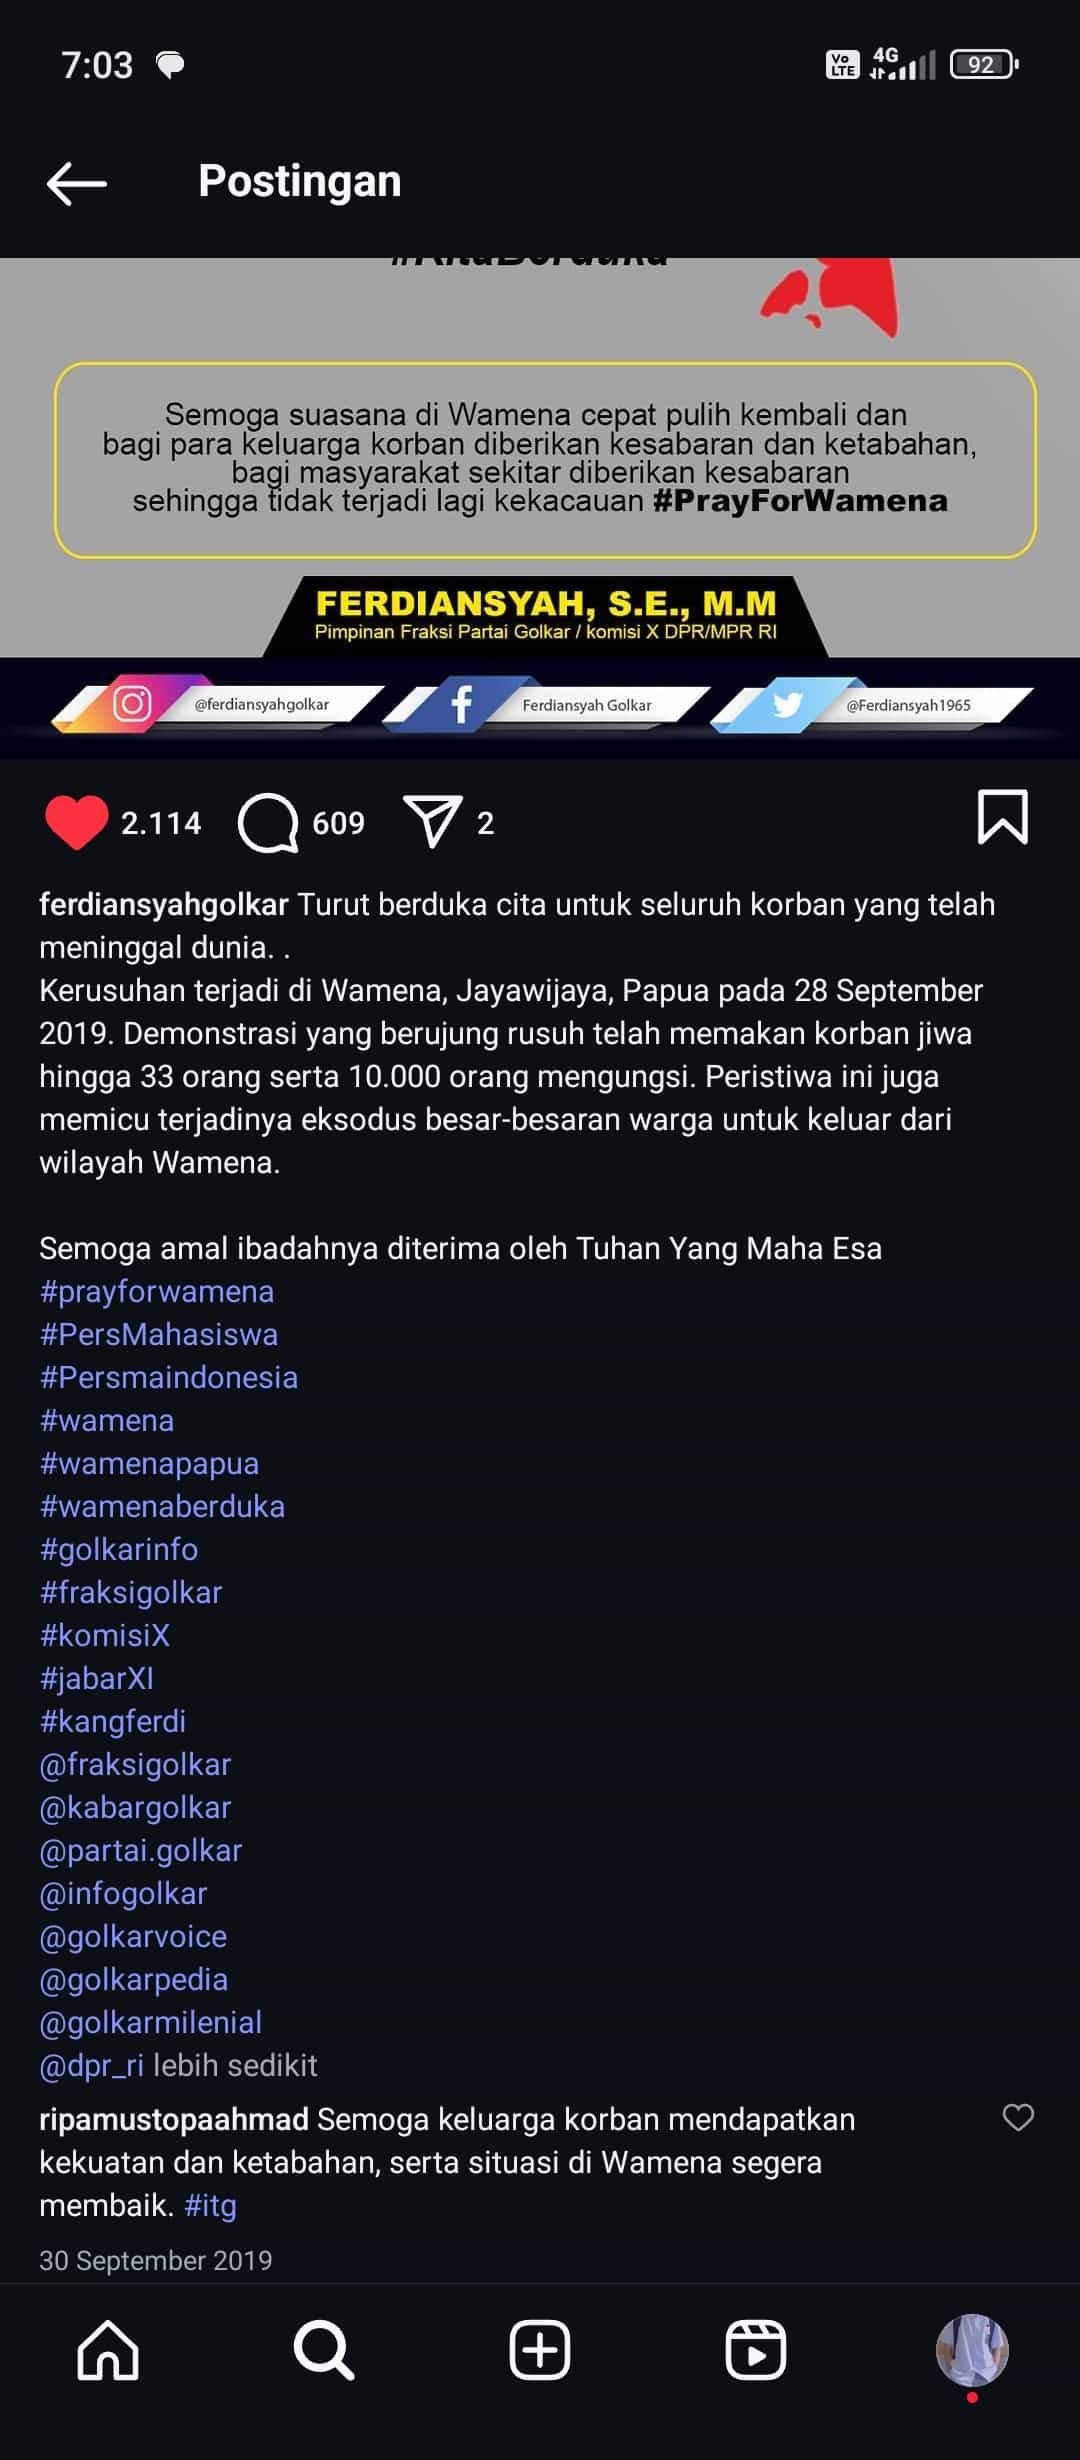 7:03
Vo LTE 4G 92
Postingan
#KitaBerduka
Semoga suasana di Wamena cepat pulih kembali dan
bagi para keluarga korban diberikan kesabaran dan ketabahan,
bagi masyarakat sekitar diberikan kesabaran
sehingga tidak terjadi lagi kekacauan #PrayForWamena
FERDIANSYAH, S.E., M.M
Pimpinan Fraksi Partai Golkar / komisi X DPR/MPR RI
@ferdiansyahgolkar Ferdiansyah Golkar @Ferdiansyah1965
2.114 609 2
ferdiansyahgolkar Turut berduka cita untuk seluruh korban yang telah
meninggal dunia. .
Kerusuhan terjadi di Wamena, Jayawijaya, Papua pada 28 September
2019. Demonstrasi yang berujung rusuh telah memakan korban jiwa
hingga 33 orang serta 10.000 orang mengungsi. Peristiwa ini juga
memicu terjadinya eksodus besar-besaran warga untuk keluar dari
wilayah Wamena.
Semoga amal ibadahnya diterima oleh Tuhan Yang Maha Esa
#prayforwamena
#PersMahasiswa
#Persmaindonesia
#wamena
#wamenapapua
#wamenaberduka
#golkarinfo
#fraksigolkar
#komisiX
#jabarXI
#kangferdi
@fraksigolkar
@kabargolkar
@partai.golkar
@infogolkar
@golkarvoice
@golkarpedia
@golkarmilenial
@dpr_ri lebih sedikit
ripamustopaahmad Semoga keluarga korban mendapatkan
kekuatan dan ketabahan, serta situasi di Wamena segera
membaik. #itg
30 September 2019